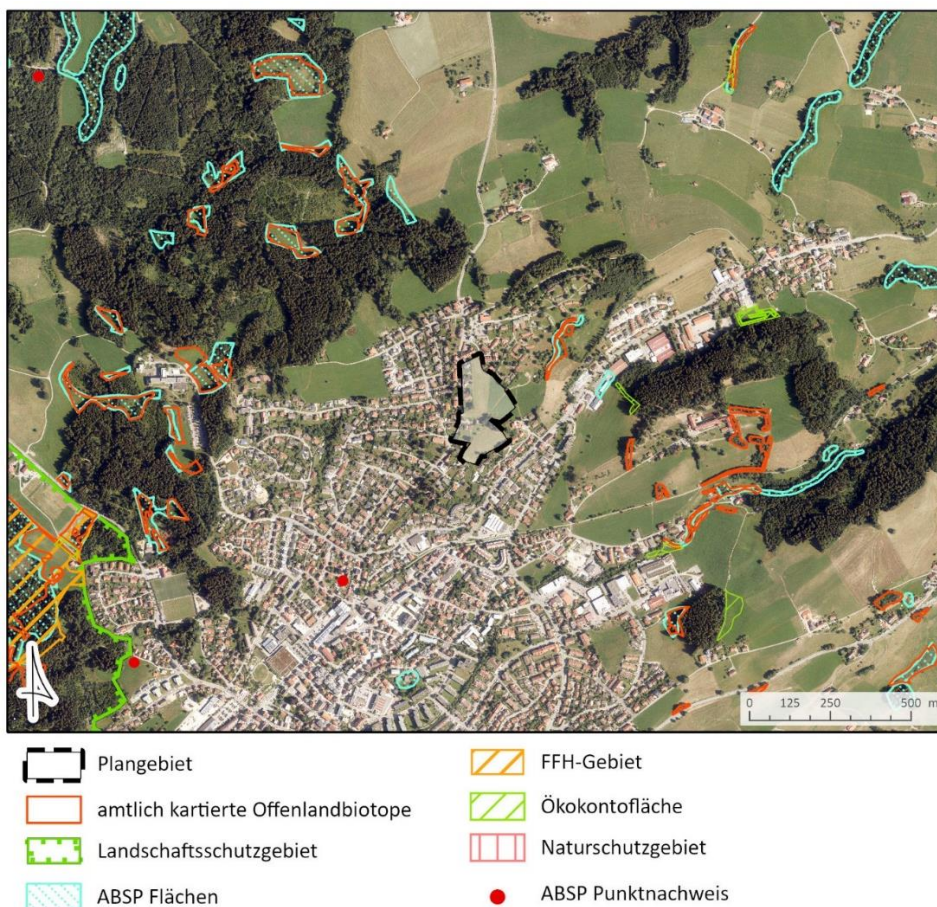 0 125 250 500 m
Plangebiet
FFH-Gebiet
amtlich kartierte Offenlandbiotope
Ökokontofläche
Landschaftsschutzgebiet
Naturschutzgebiet
ABSP Flächen
ABSP Punktnachweis